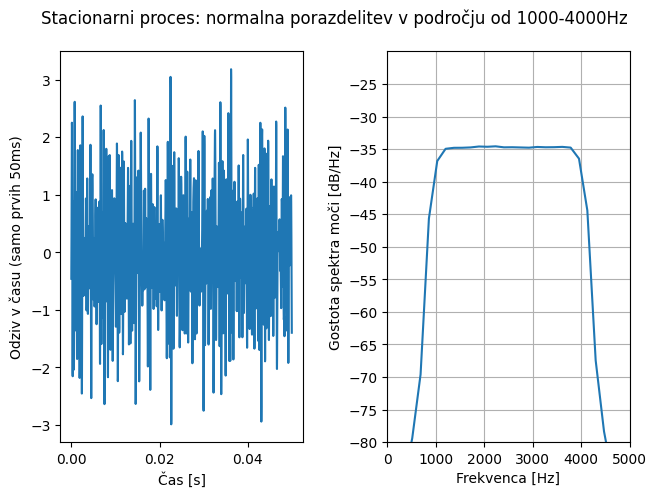 Stacionarni proces: normalna porazdelitev v področju od 1000-4000Hz
Odziv v času (samo prvih 50ms)
3
2
1
0
−1
−2
−3
0.00 0.02 0.04
Čas [s]
Gostota spektra moči [dB/Hz]
−25
−30
−35
−40
−45
−50
−55
−60
−65
−70
−75
−80
0 1000 2000 3000 4000 5000
Frekvenca [Hz]